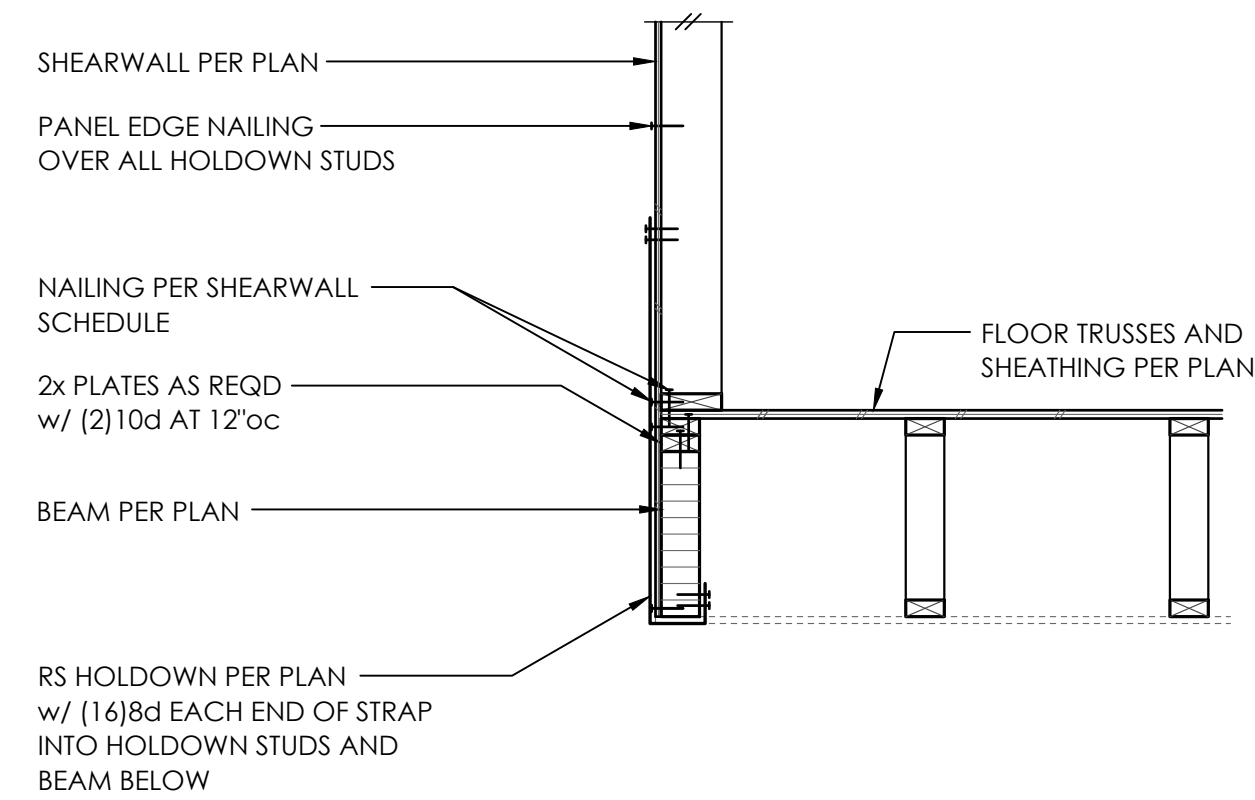 SHEARWALL PER PLAN
PANEL EDGE NAILING
OVER ALL HOLDOWN STUDS
NAILING PER SHEARWALL
SCHEDULE
2x PLATES AS REQD
w/ (2)10d AT 12"oc
BEAM PER PLAN
RS HOLDOWN PER PLAN
w/ (16)8d EACH END OF STRAP
INTO HOLDOWN STUDS AND
BEAM BELOW
FLOOR TRUSSES AND
SHEATHING PER PLAN